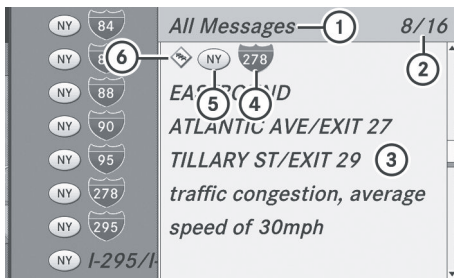 NY 84 All Messages 1 8/16
6 NY 278 2
NY
NY 88 5 4
NY 90 ATLANTIC AVE/EXIT 27
NY 95 TILLARY ST/EXIT 29 3
NY 278 traffic congestion, average
NY 295 speed of 30mph
NY I-295/I-